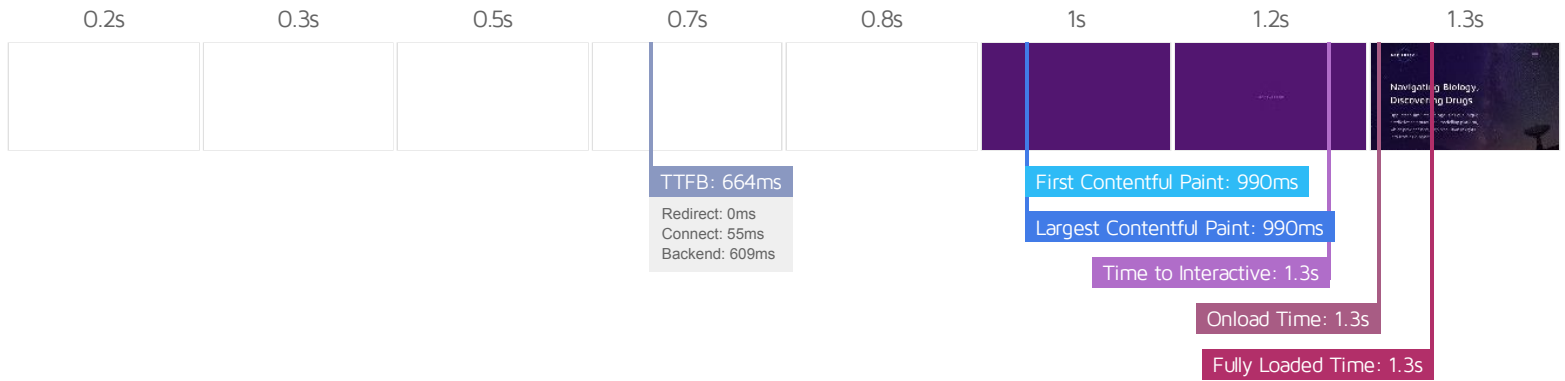 0.2s
0.3s
0.5s
0.7s
0.8s
1s
1.2s
1.3s
Navigating Biology,
Discovering Drugs
TTFB: 664ms
Redirect: 0ms
Connect: 55ms
Backend: 609ms
First Contentful Paint: 990ms
Largest Contentful Paint: 990ms
Time to Interactive: 1.3s
Onload Time: 1.3s
Fully Loaded Time: 1.3s